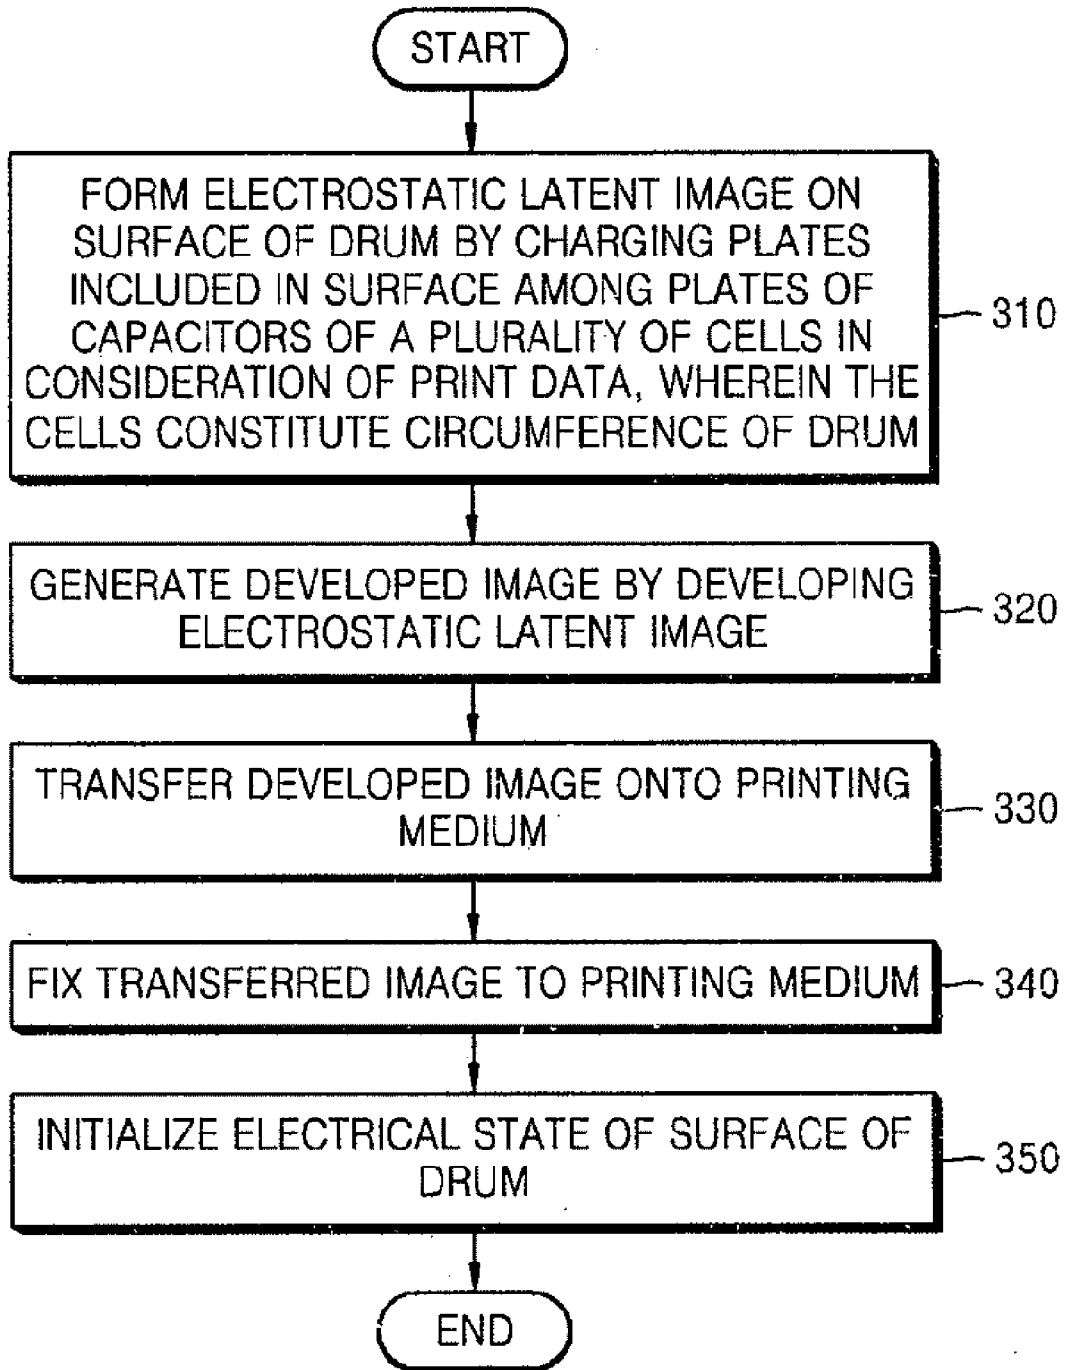 START
FORM ELECTROSTATIC LATENT IMAGE ON
SURFACE OF DRUM BY CHARGING PLATES
INCLUDED IN SURFACE AMONG PLATES OF
CAPACITORS OF A PLURALITY OF CELLS IN
CONSIDERATION OF PRINT DATA, WHEREIN THE
CELLS CONSTITUTE CIRCUMFERENCE OF DRUM
310
GENERATE DEVELOPED IMAGE BY DEVELOPING
ELECTROSTATIC LATENT IMAGE
320
TRANSFER DEVELOPED IMAGE ONTO PRINTING
MEDIUM
330
FIX TRANSFERRED IMAGE TO PRINTING MEDIUM
340
INITIALIZE ELECTRICAL STATE OF SURFACE OF
DRUM
350
END